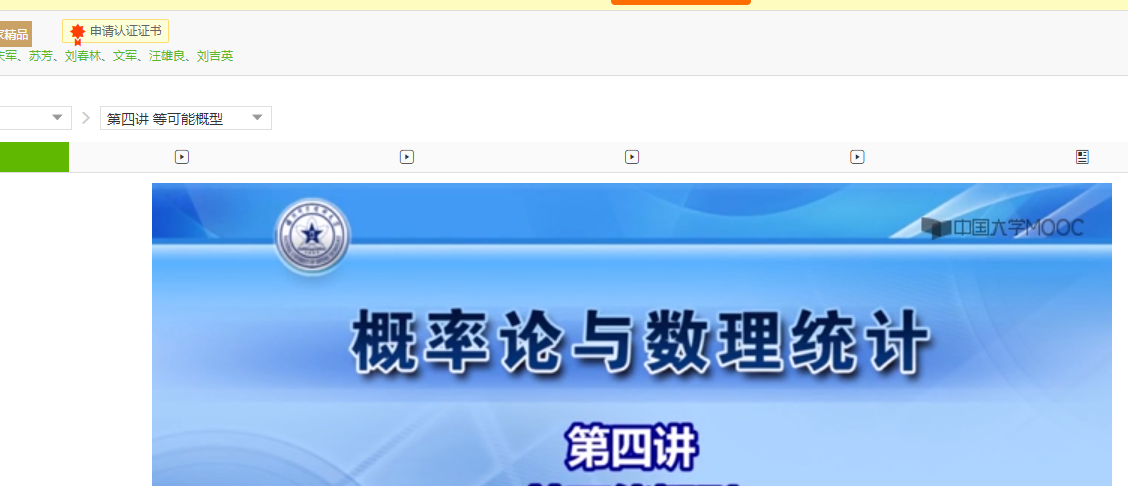 家精品
申请认证证书
庆军、苏芳、刘春林、文军、汪雄良、刘吉英
第四讲 等可能概型
中国大学MOOC
概率论与数理统计
第四讲